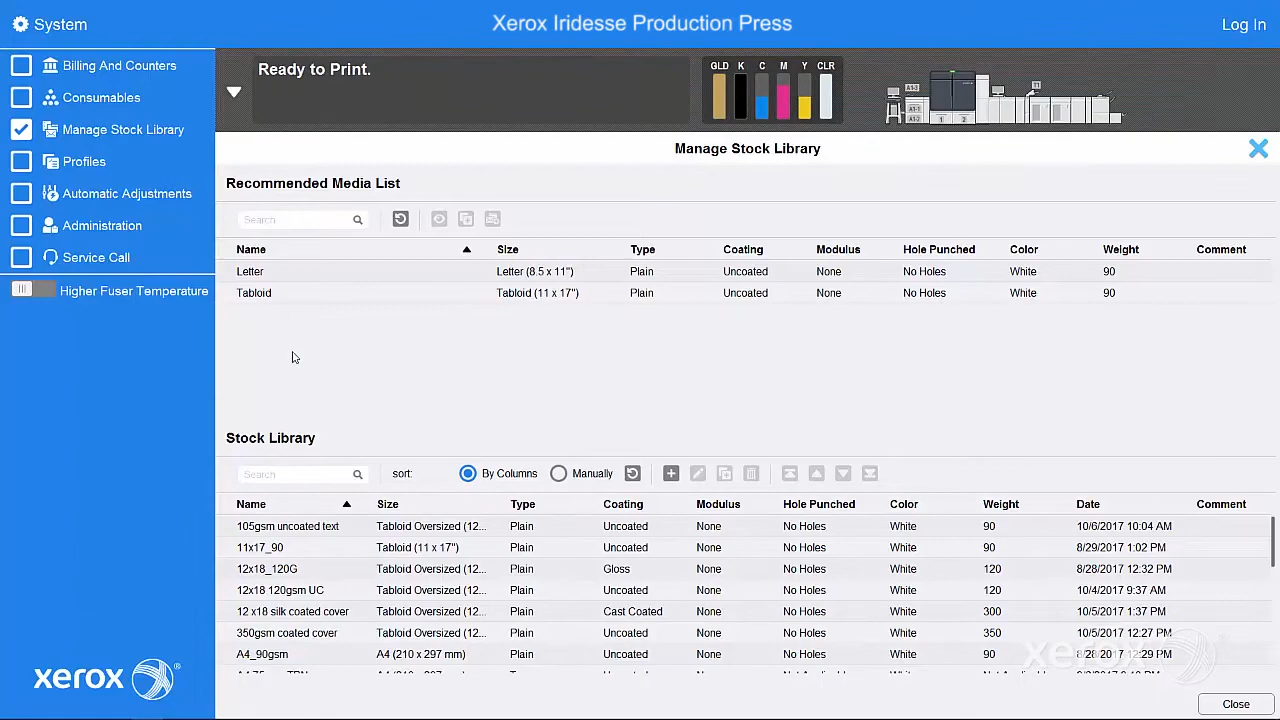 System
Xerox Iridesse Production Press
Log In
Billing And Counters
Consumables
Manage Stock Library
Profiles
Automatic Adjustments
Administration
Service Call
Higher Fuser Temperature
Ready to Print.
GLD K C M Y CLR
1 2
Manage Stock Library
Recommended Media List
Search
Name Size Type Coating Modulus Hole Punched Color Weight Comment
Letter Letter (8.5 x 11") Plain Uncoated None No Holes White 90
Tabloid Tabloid (11 x 17") Plain Uncoated None No Holes White 90
Stock Library
Search sort: By Columns Manually
Name Size Type Coating Modulus Hole Punched Color Weight Date Comment
105gsm uncoated text Tabloid Oversized (12... Plain Uncoated None No Holes White 90 10/6/2017 10:04 AM
11x17_90 Tabloid (11 x 17") Plain Uncoated None No Holes White 90 8/29/2017 1:02 PM
12x18_120G Tabloid Oversized (12... Plain Gloss None No Holes White 120 8/28/2017 12:32 PM
12x18 120gsm UC Tabloid Oversized (12... Plain Uncoated None No Holes White 120 10/4/2017 9:37 AM
12 x18 silk coated cover Tabloid Oversized (12... Plain Cast Coated None No Holes White 300 10/5/2017 1:37 PM
350gsm coated cover Tabloid Oversized (12... Plain Uncoated None No Holes White 350 10/5/2017 12:27 PM
A4_90gsm A4 (210 x 297 mm) Plain Uncoated None No Holes White 90 8/28/2017 12:29 PM
xerox
xerox
Close